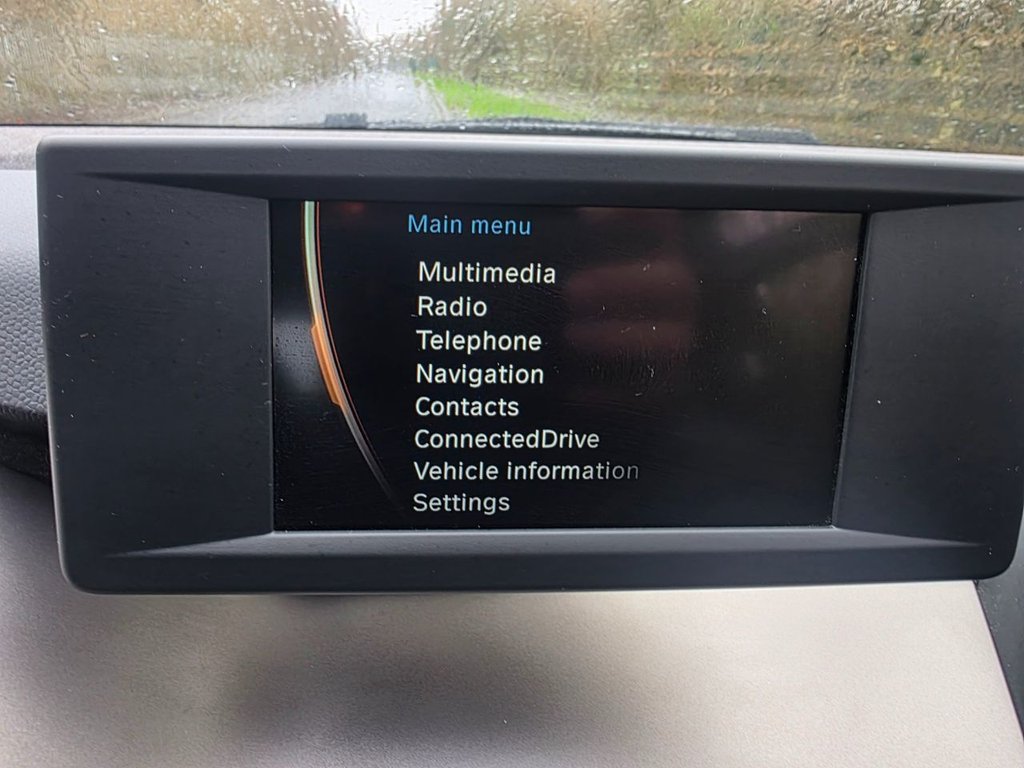 Main menu
Multimedia
Radio
Telephone
Navigation
Contacts
ConnectedDrive
Vehicle information
Settings